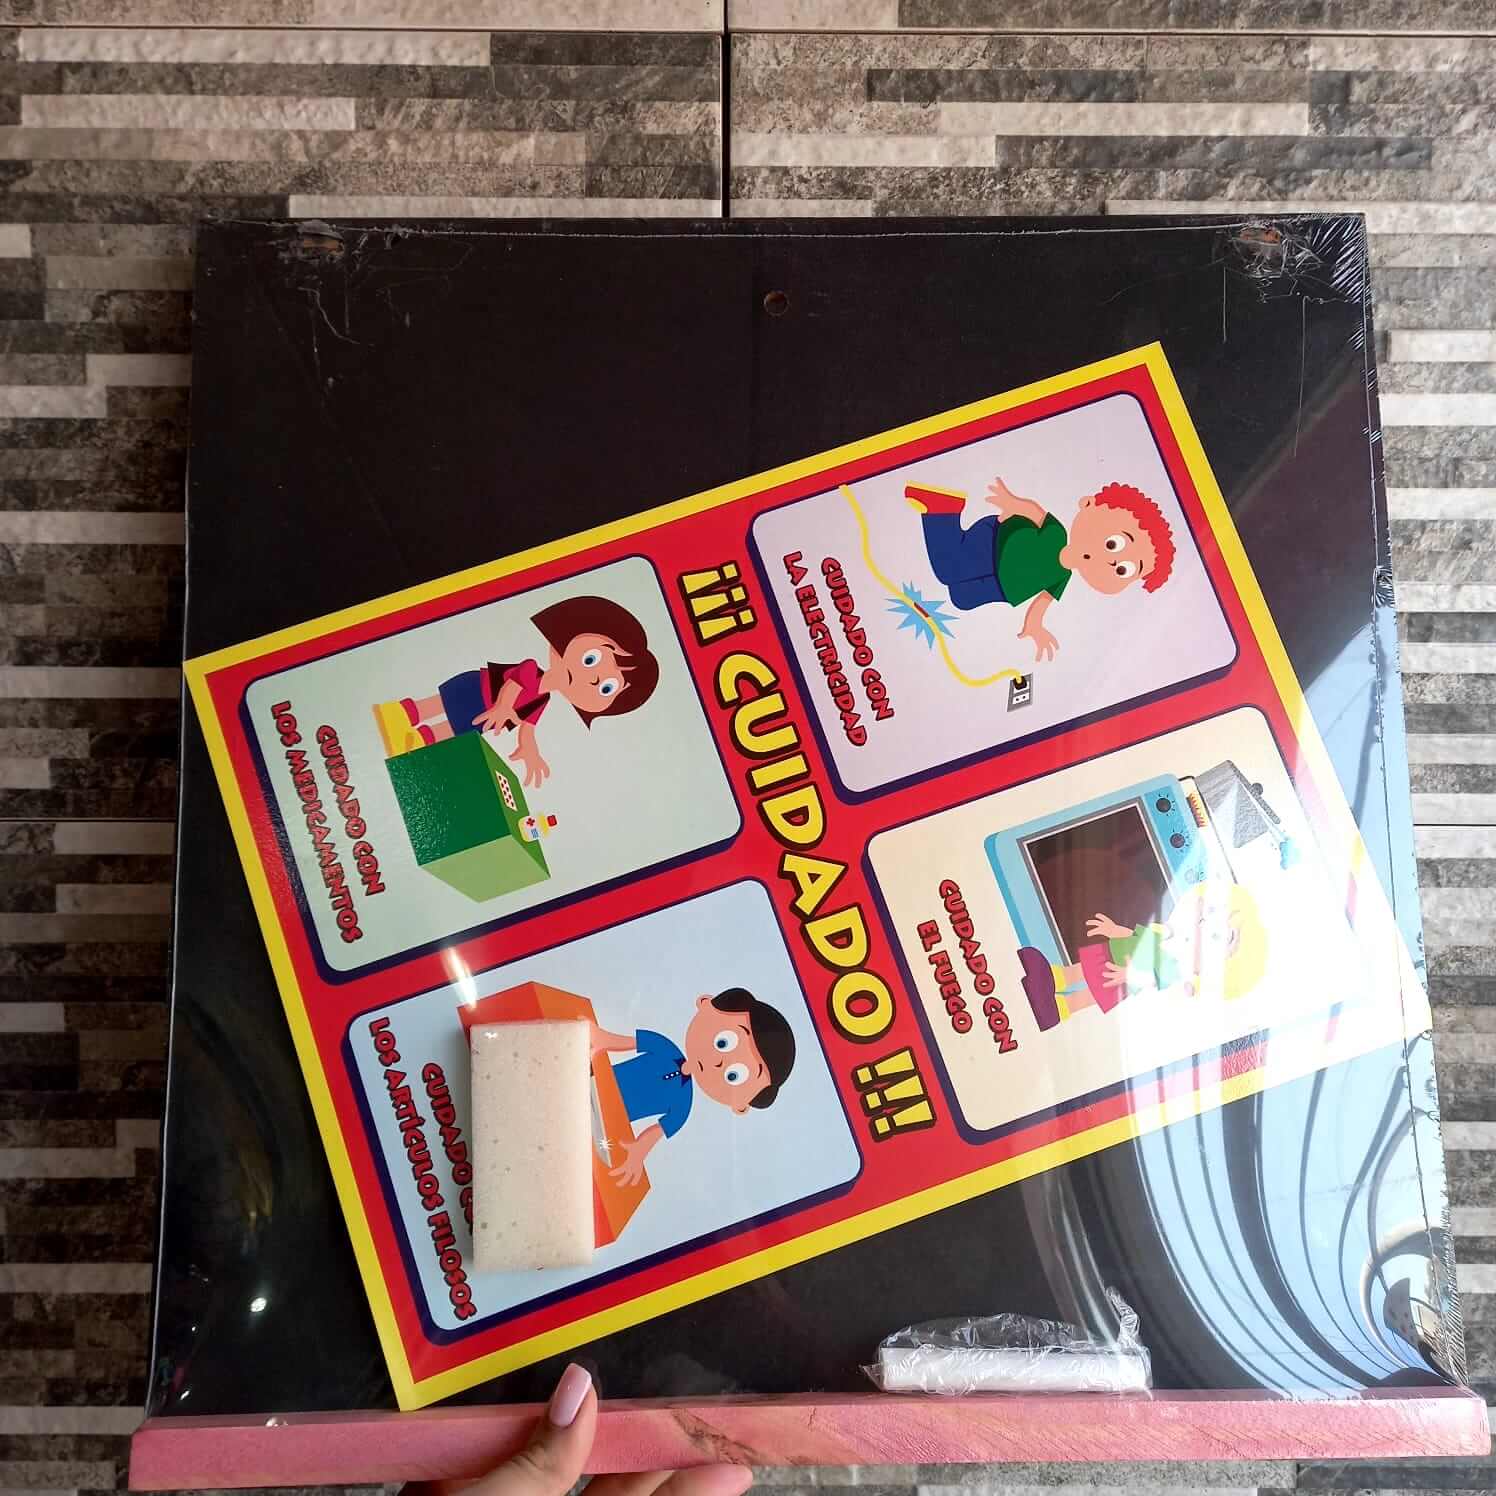 ¡¡¡ CUIDADO !!!
CUIDADO CON
LOS MEDICAMENTOS
CUIDADO CON
LA ELECTRICIDAD
CUIDADO
LOS ARTÍCULOS FILOSOS
CUIDADO CON
EL FUEGO